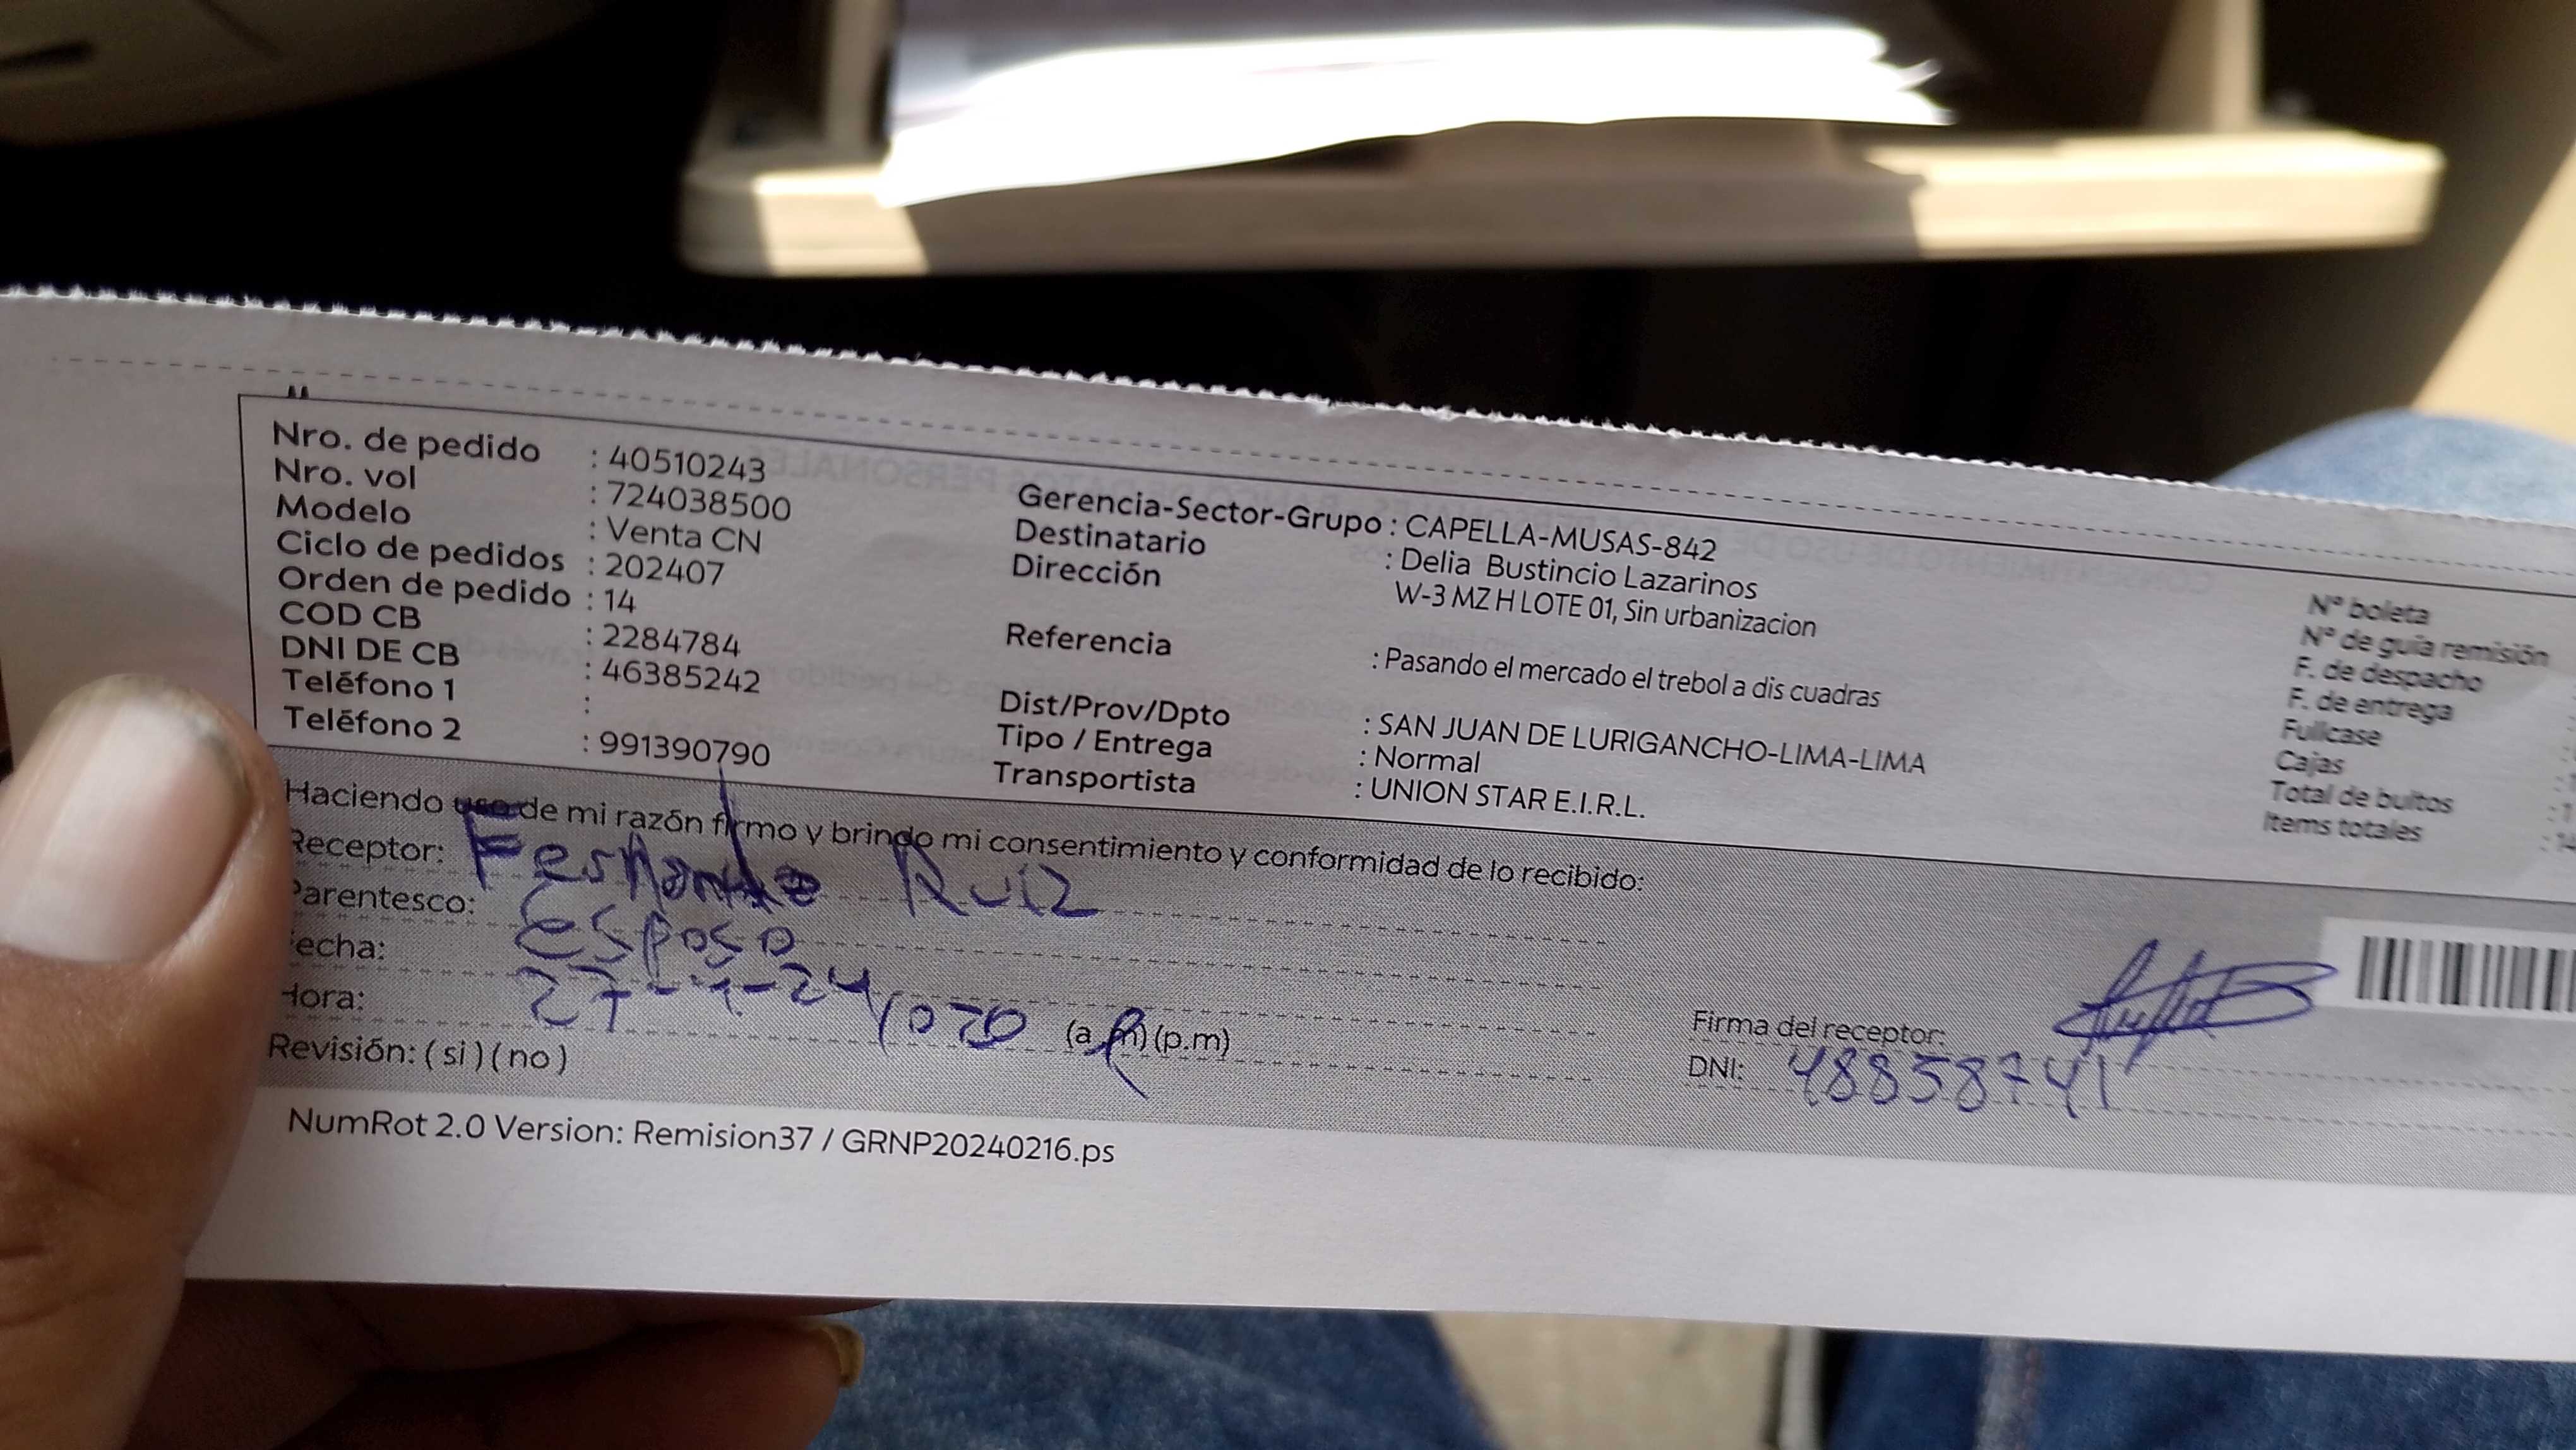 Nro. de pedido : 40510243
Nro. vol : 724038500
Modelo : Venta CN
Ciclo de pedidos : 202407
Orden de pedido : 14
COD CB : 2284784
DNI DE CB : 46385242
Teléfono 1 :
Teléfono 2 : 991390790
Gerencia-Sector-Grupo : CAPELLA-MUSAS-842
Destinatario : Delia Bustincio Lazarinos
Dirección W-3 MZ H LOTE 01, Sin urbanizacion
Referencia : Pasando el mercado el trebol a dis cuadras
Dist/Prov/Dpto : SAN JUAN DE LURIGANCHO-LIMA-LIMA
Tipo / Entrega : Normal
Transportista : UNION STAR E.I.R.L.
Nº boleta
Nº de guia remisión
F. de despacho
F. de entrega
Fullcase
Cajas
Total de bultos
Items totales
Haciendo uso de mi razón firmo y brindo mi consentimiento y conformidad de lo recibido:
Receptor: Fernando Ruiz
Parentesco: Esposo
echa: 27-4-24
Hora: (a.m) (p.m)
Revisión: ( si ) ( no )
Firma del receptor:
DNI: 48858741
NumRot 2.0 Version: Remision37 / GRNP20240216.ps